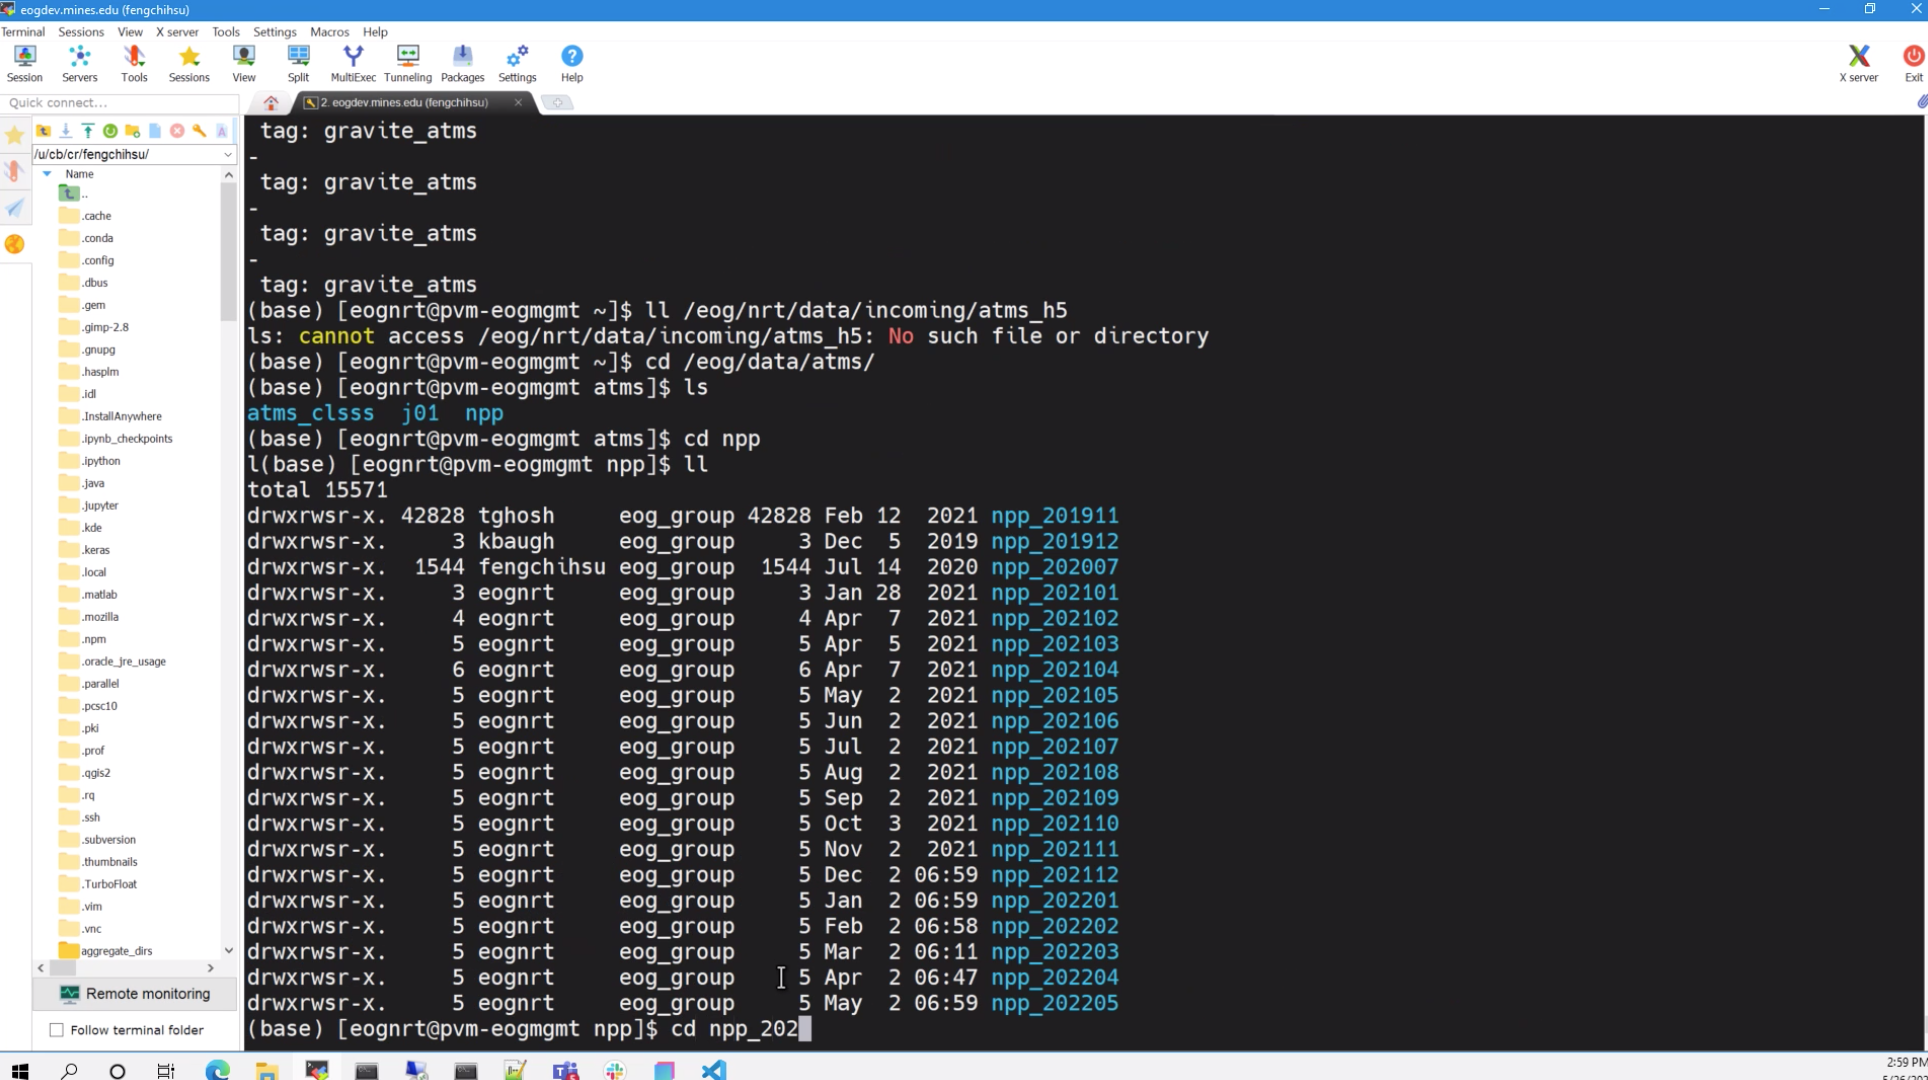 eogdev.mines.edu (fengchihsu)
Terminal Sessions View X server Tools Settings Macros Help
Session Servers Tools Sessions View Split MultiExec Tunneling Packages Settings Help X server Exit
Quick connect...
2. eogdev.mines.edu (fengchihsu)
/u/cb/cr/fengchihsu/
Name
..
.cache
.conda
.config
.dbus
.gem
.gimp-2.8
.gnupg
.hasplm
.idl
.InstallAnywhere
.ipynb_checkpoints
.ipython
.java
.jupyter
.kde
.keras
.local
.matlab
.mozilla
.npm
.oracle_jre_usage
.parallel
.pcsc10
.pki
.prof
.qgis2
.rq
.ssh
.subversion
.thumbnails
.TurboFloat
.vim
.vnc
aggregate_dirs
Remote monitoring
Follow terminal folder
tag: gravite_atms
-
tag: gravite_atms
-
tag: gravite_atms
-
tag: gravite_atms
(base) [eognrt@pvm-eogmgmt ~]$ ll /eog/nrt/data/incoming/atms_h5
ls: cannot access /eog/nrt/data/incoming/atms_h5: No such file or directory
(base) [eognrt@pvm-eogmgmt ~]$ cd /eog/data/atms/
(base) [eognrt@pvm-eogmgmt atms]$ ls
atms_clsss j01 npp
(base) [eognrt@pvm-eogmgmt atms]$ cd npp
l(base) [eognrt@pvm-eogmgmt npp]$ ll
total 15571
drwxrwsr-x. 42828 tghosh eog_group 42828 Feb 12 2021 npp_201911
drwxrwsr-x. 3 kbaugh eog_group 3 Dec 5 2019 npp_201912
drwxrwsr-x. 1544 fengchihsu eog_group 1544 Jul 14 2020 npp_202007
drwxrwsr-x. 3 eognrt eog_group 3 Jan 28 2021 npp_202101
drwxrwsr-x. 4 eognrt eog_group 4 Apr 7 2021 npp_202102
drwxrwsr-x. 5 eognrt eog_group 5 Apr 5 2021 npp_202103
drwxrwsr-x. 6 eognrt eog_group 6 Apr 7 2021 npp_202104
drwxrwsr-x. 5 eognrt eog_group 5 May 2 2021 npp_202105
drwxrwsr-x. 5 eognrt eog_group 5 Jun 2 2021 npp_202106
drwxrwsr-x. 5 eognrt eog_group 5 Jul 2 2021 npp_202107
drwxrwsr-x. 5 eognrt eog_group 5 Aug 2 2021 npp_202108
drwxrwsr-x. 5 eognrt eog_group 5 Sep 2 2021 npp_202109
drwxrwsr-x. 5 eognrt eog_group 5 Oct 3 2021 npp_202110
drwxrwsr-x. 5 eognrt eog_group 5 Nov 2 2021 npp_202111
drwxrwsr-x. 5 eognrt eog_group 5 Dec 2 06:59 npp_202112
drwxrwsr-x. 5 eognrt eog_group 5 Jan 2 06:59 npp_202201
drwxrwsr-x. 5 eognrt eog_group 5 Feb 2 06:58 npp_202202
drwxrwsr-x. 5 eognrt eog_group 5 Mar 2 06:11 npp_202203
drwxrwsr-x. 5 eognrt eog_group 5 Apr 2 06:47 npp_202204
drwxrwsr-x. 5 eognrt eog_group 5 May 2 06:59 npp_202205
(base) [eognrt@pvm-eogmgmt npp]$ cd npp_202
2:59 PM